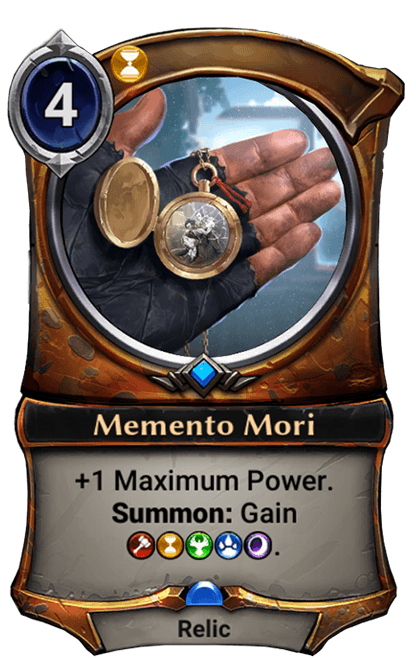 4
Memento Mori
+1 Maximum Power.
Summon: Gain
.
Relic